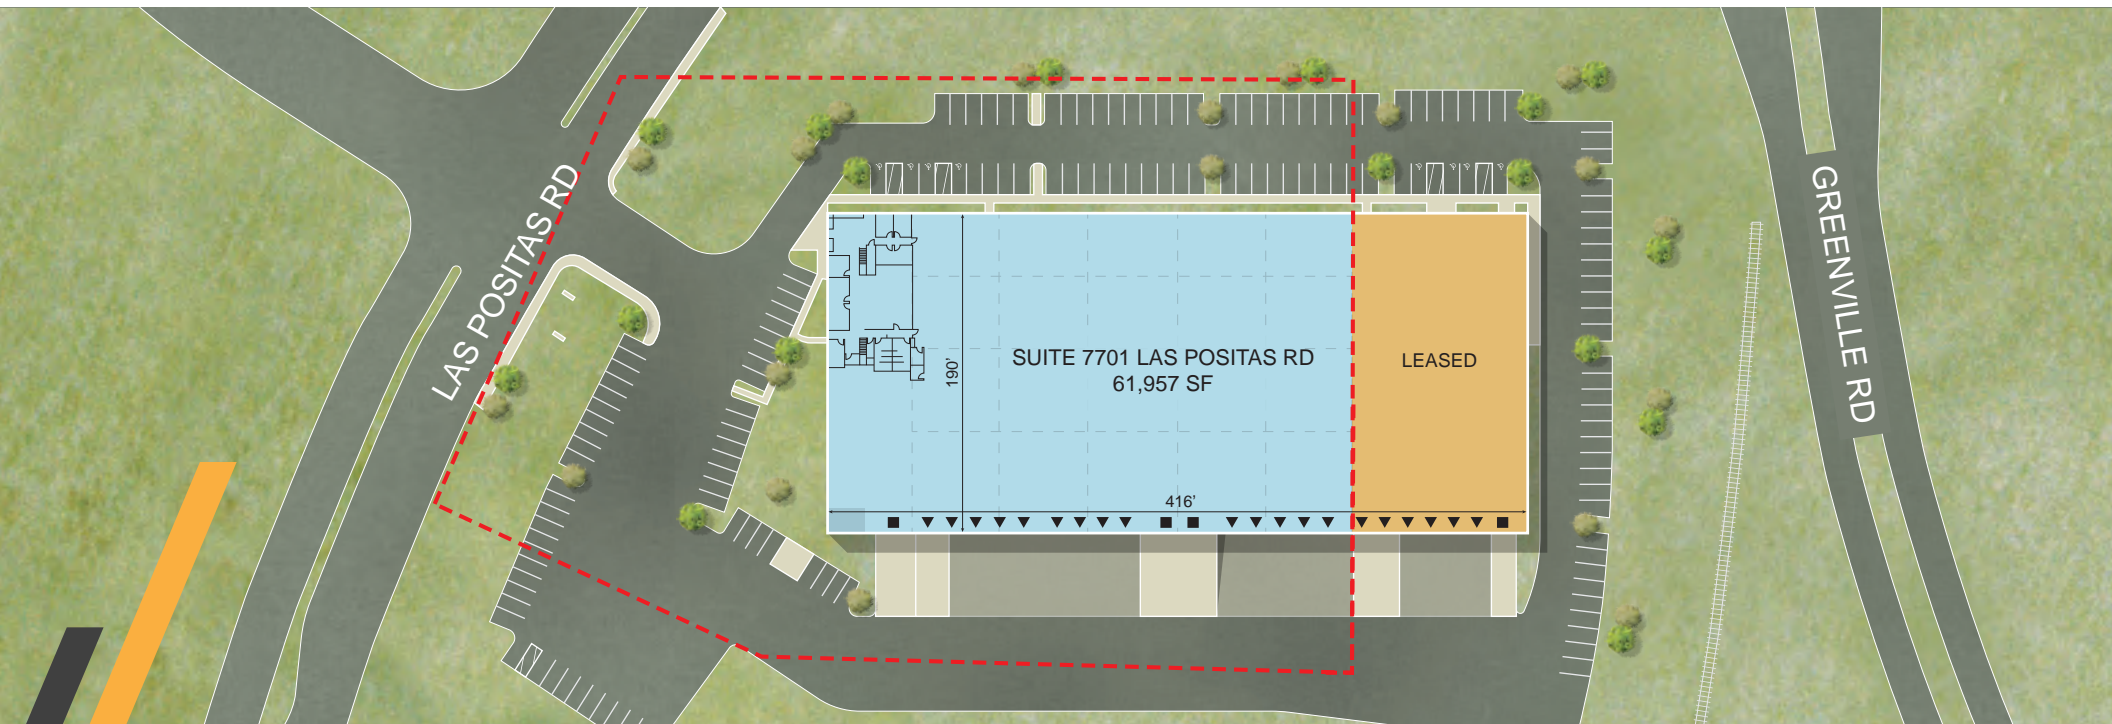 LAS POSITAS RD
GREENVILLE RD
190'
SUITE 7701 LAS POSITAS RD
61,957 SF
LEASED
416'